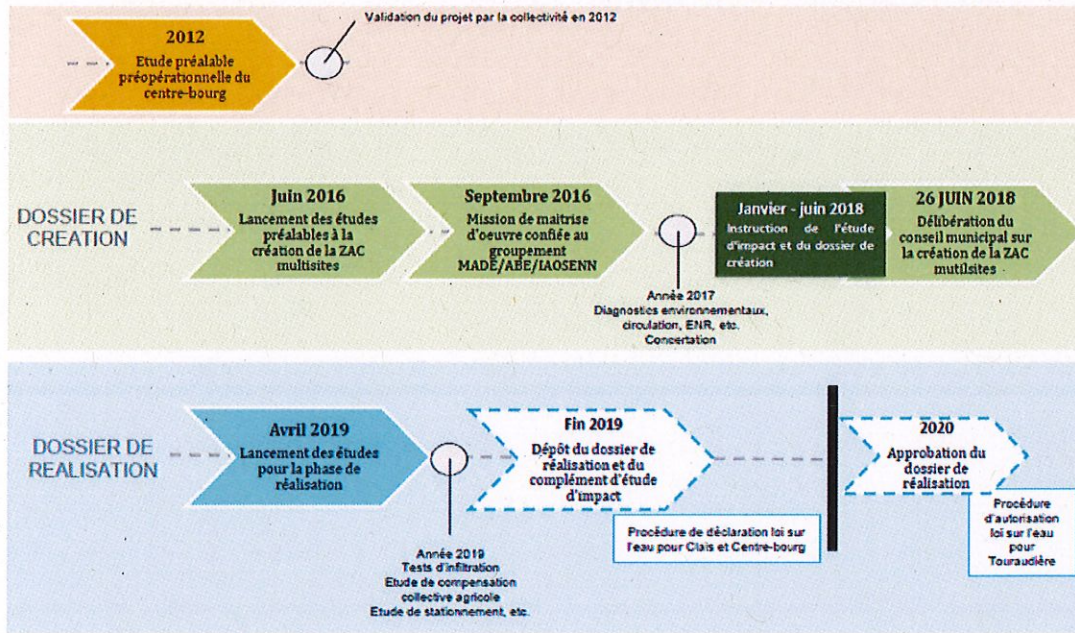 Validation du projet par la collectivité en 2012
2012
Etude préalable
préopérationnelle du
centre-bourg
DOSSIER DE
CREATION
Juin 2016
Lancement des études
préalables à la
création de la ZAC
multisites
Septembre 2016
Mission de maitrise
d'oeuvre confiée au
groupement
MADE/ABE/IAOSENN
Année 2017
Diagnostics environnementaux,
circulation, ENR, etc.
Concertation
Janvier - juin 2018
Instruction de l'étude
d'impact et du dossier de
création
26 JUIN 2018
Délibération du
conseil municipal sur
la création de la ZAC
mutilsites
DOSSIER DE
REALISATION
Avril 2019
Lancement des études
pour la phase de
réalisation
Année 2019
Tests d'infiltration
Etude de compensation
collective agricole
Etude de stationnement, etc.
Fin 2019
Dépôt du dossier de
réalisation et du
complément d'étude
d'impact
Procédure de déclaration loi sur
l'eau pour Clais et Centre-bourg
2020
Approbation du
dossier de
réalisation
Procédure
d'autorisation
loi sur l'eau
pour
Touraudière